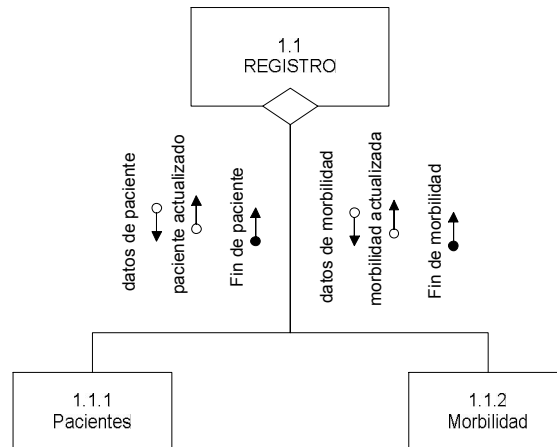 1.1
REGISTRO
datos de paciente
paciente actualizado
Fin de paciente
datos de morbilidad
morbilidad actualizada
Fin de morbilidad
1.1.1
Pacientes
1.1.2
Morbilidad